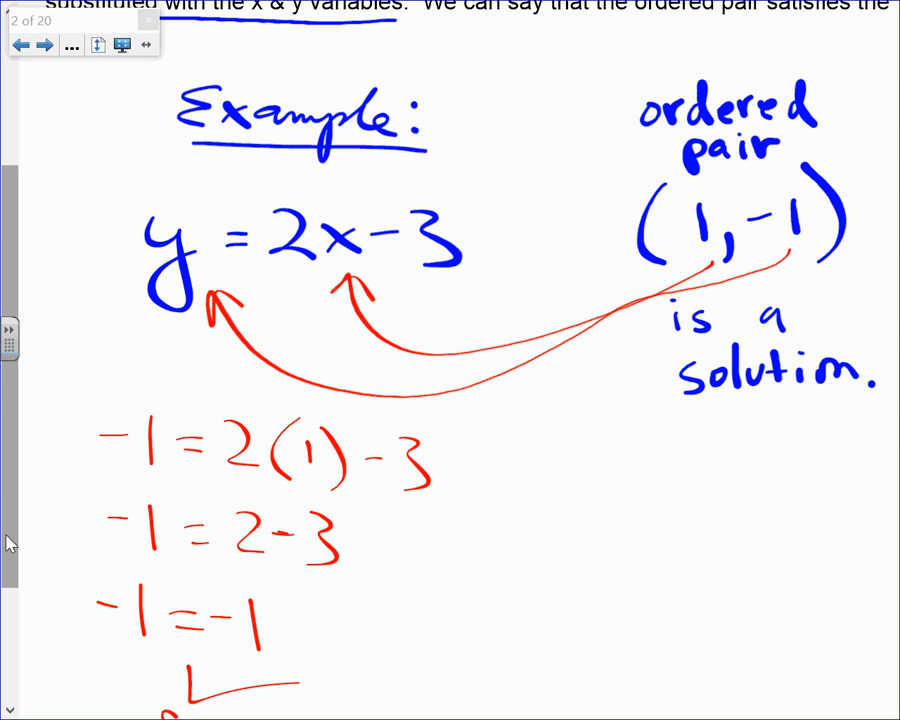 substituted with the x & y variables. We can say that the ordered pair satisfies the
2 of 20
Example:
ordered
pair
y = 2x - 3
(1, -1)
is a
solution.
-1 = 2(1) - 3
-1 = 2 - 3
-1 = -1